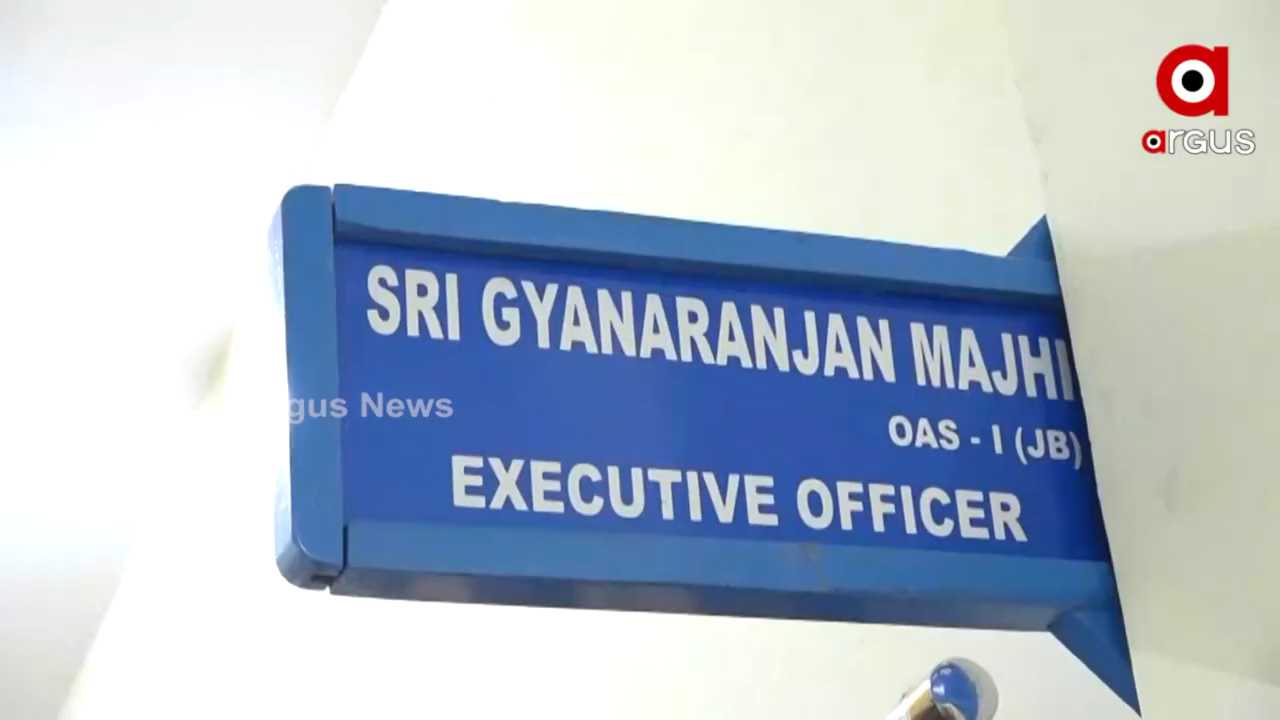 argus
SRI GYANARANJAN MAJHI
OAS - I (JB)
EXECUTIVE OFFICER
gus News